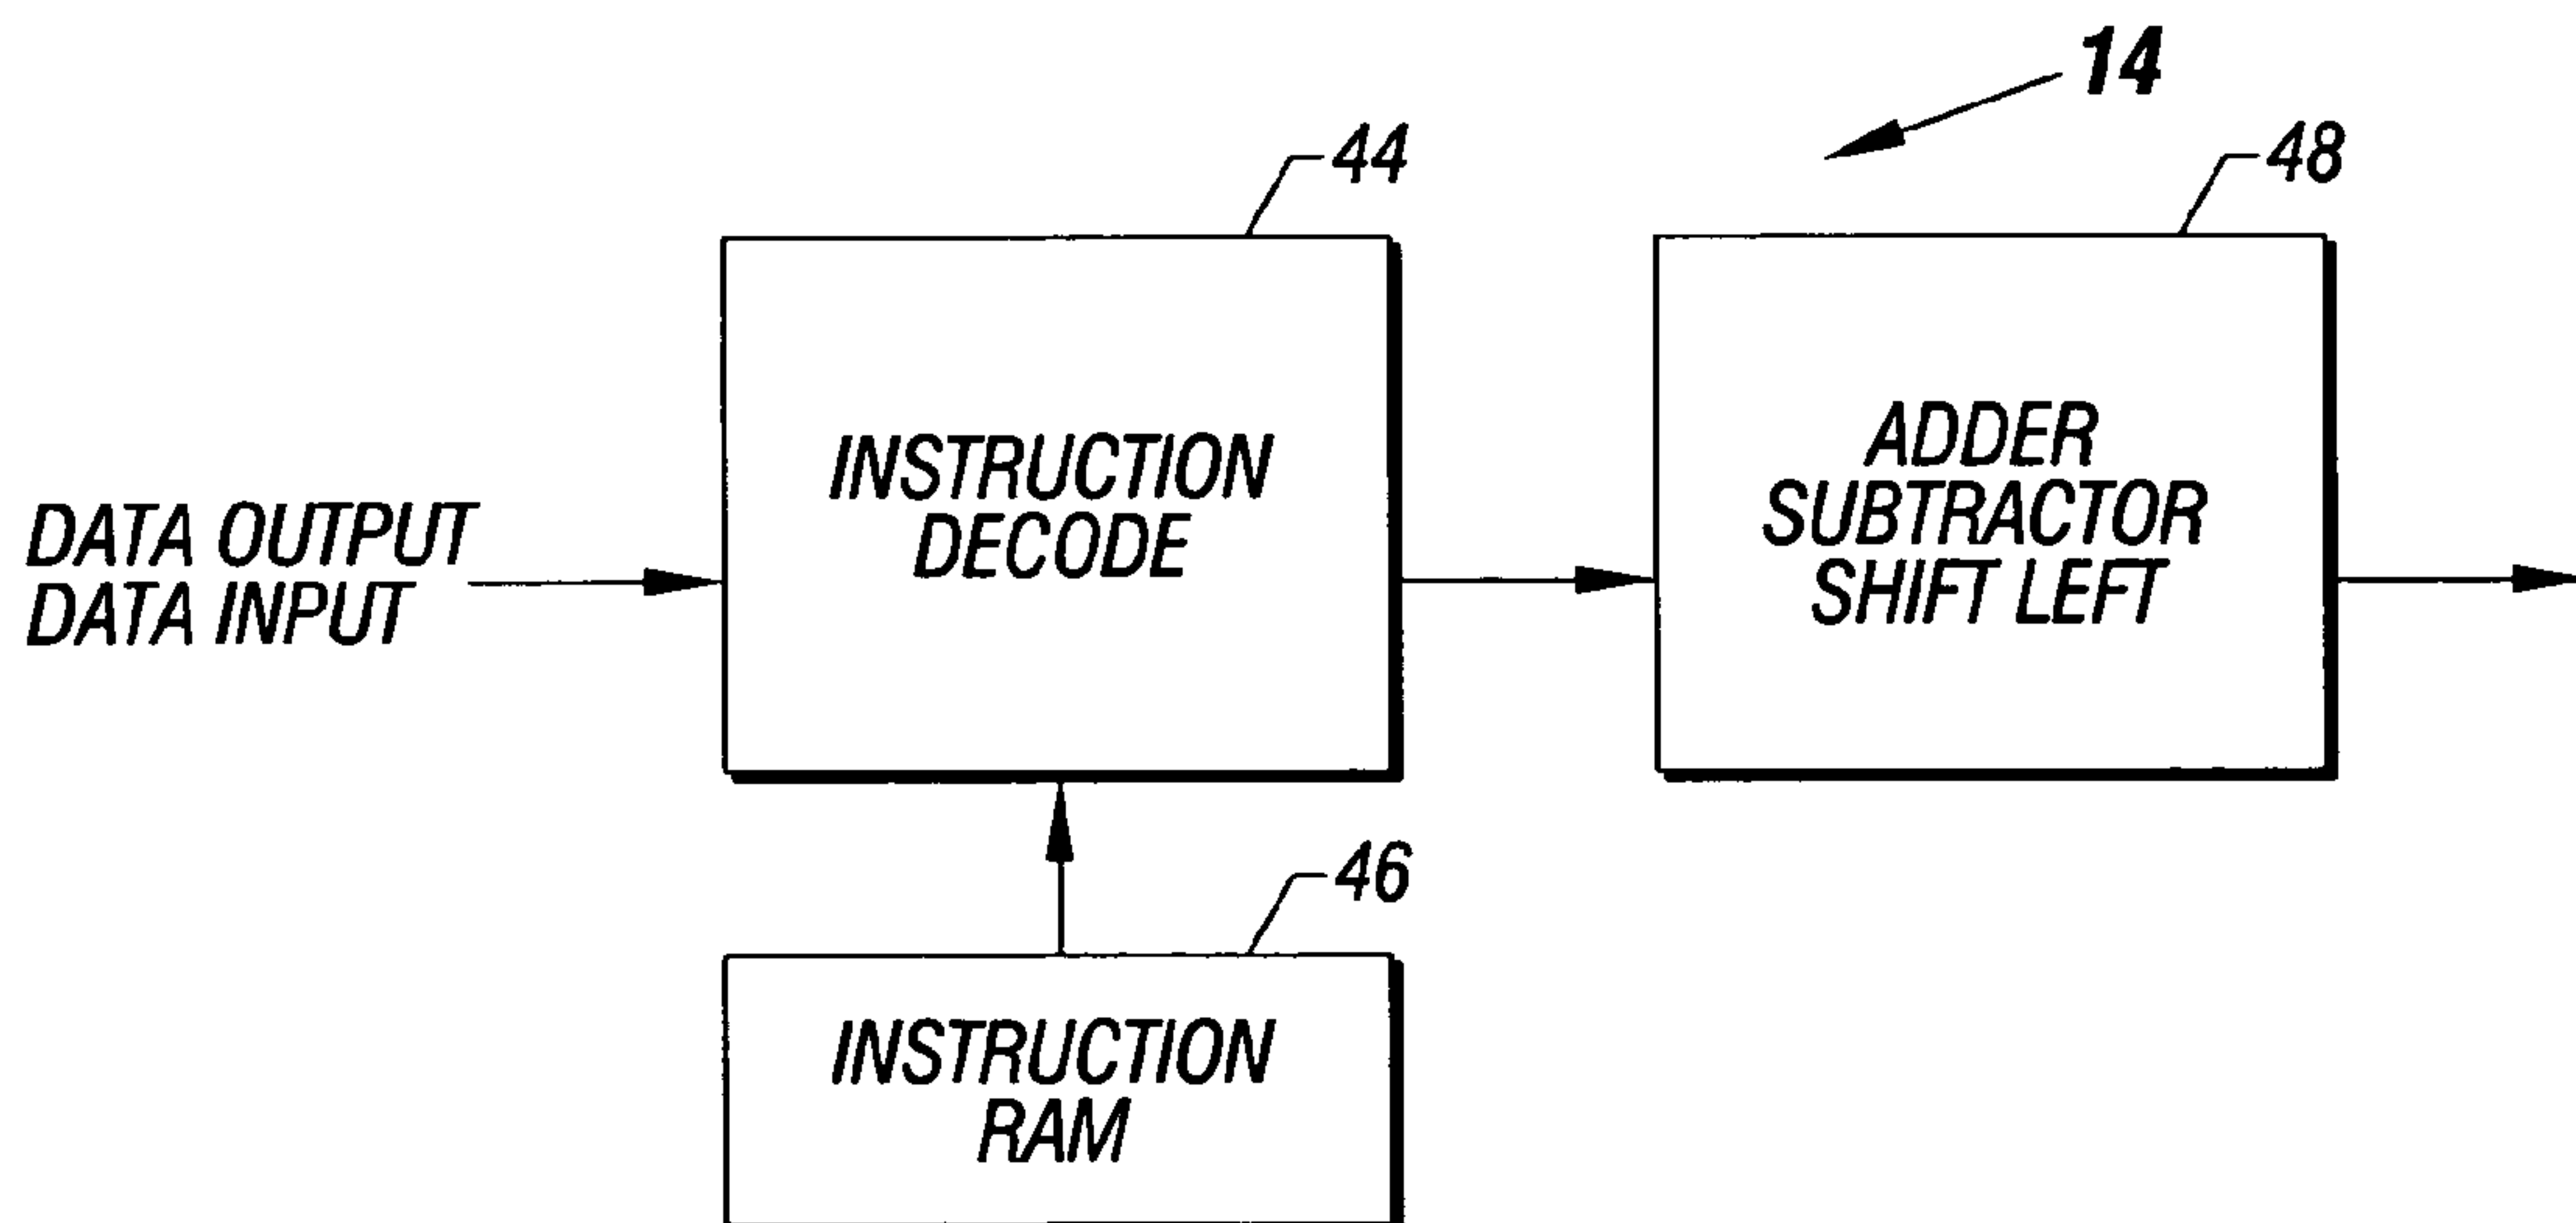 14
44
48
INSTRUCTION
DECODE
ADDER
SUBTRACTOR
SHIFT LEFT
DATA OUTPUT
DATA INPUT
46
INSTRUCTION
RAM